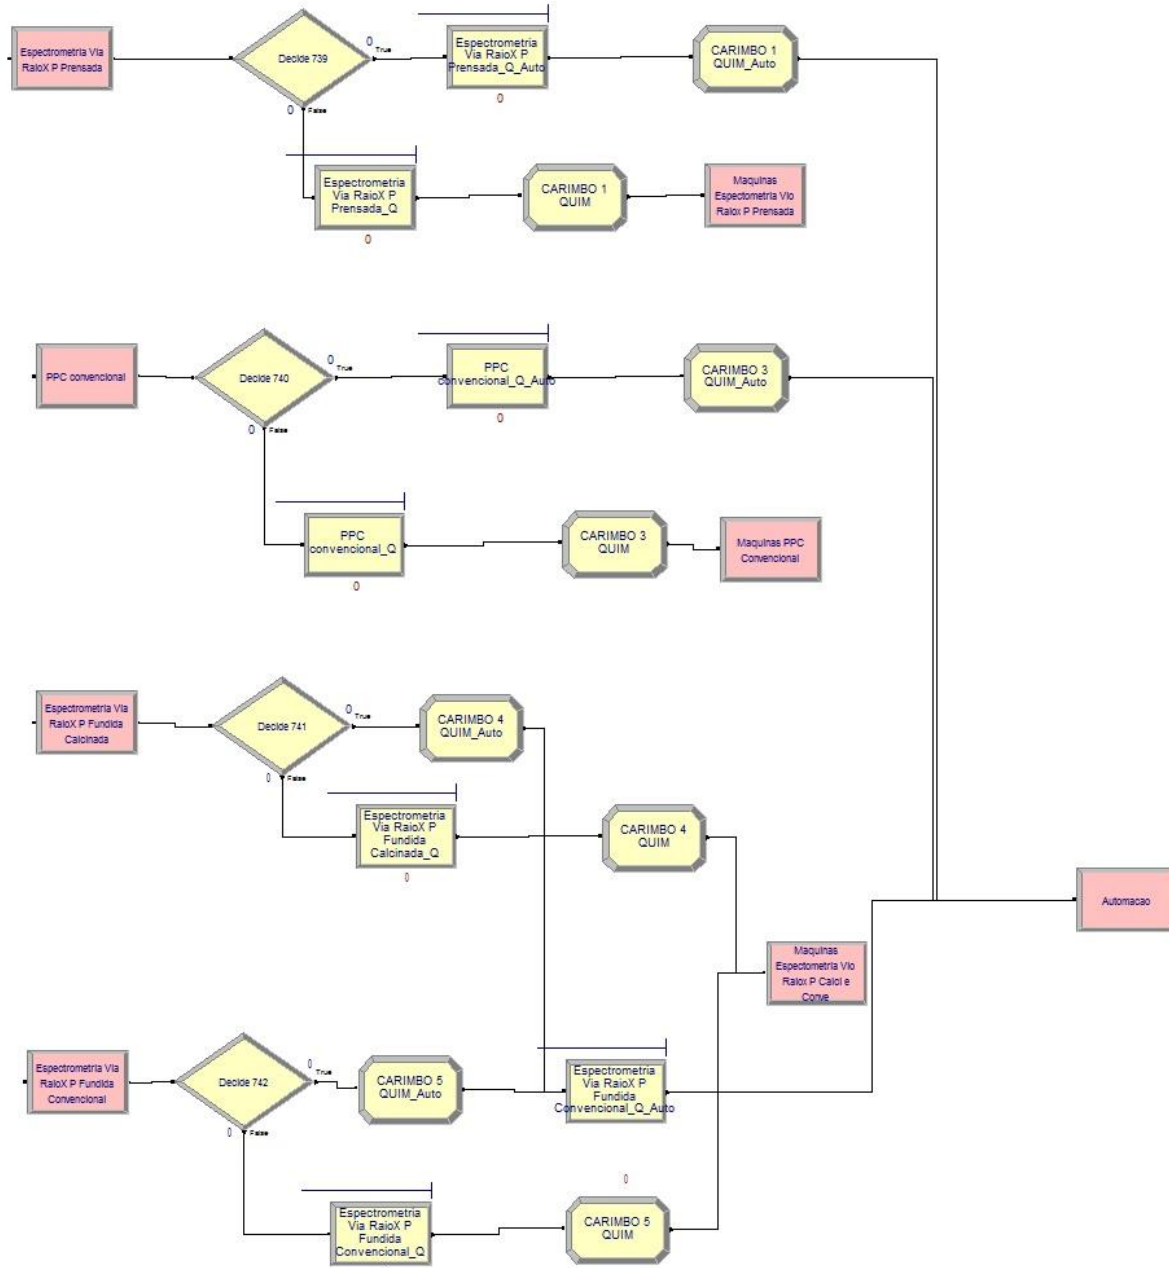 Espectrometria Via
RaioX P Prensada
Decide 739
0
True
0
False
Espectrometria
Via RaioX P
Prensada_Q_Auto
0
CARIMBO 1
QUIM_Auto
Espectrometria
Via RaioX P
Prensada_Q
0
CARIMBO 1
QUIM
Maquinas
Espectometria Vio
Raiox P Prensada
PPC convencional
Decide 740
0
True
0
False
PPC
convencional_Q_Auto
0
CARIMBO 3
QUIM_Auto
PPC
convencional_Q
0
CARIMBO 3
QUIM
Maquinas PPC
Convencional
Espectrometria Via
RaioX P Fundida
Calcinada
Decide 741
0
True
0
False
CARIMBO 4
QUIM_Auto
Espectrometria
Via RaioX P
Fundida
Calcinada_Q
0
CARIMBO 4
QUIM
Automacao
Maquinas
Espectometria Vio
Raiox P Calci e
Conve
Espectrometria Via
RaioX P Fundida
Convencional
Decide 742
0
True
0
False
CARIMBO 5
QUIM_Auto
Espectrometria
Via RaioX P
Fundida
Convencional_Q_Auto
0
Espectrometria
Via RaioX P
Fundida
Convencional_Q
CARIMBO 5
QUIM